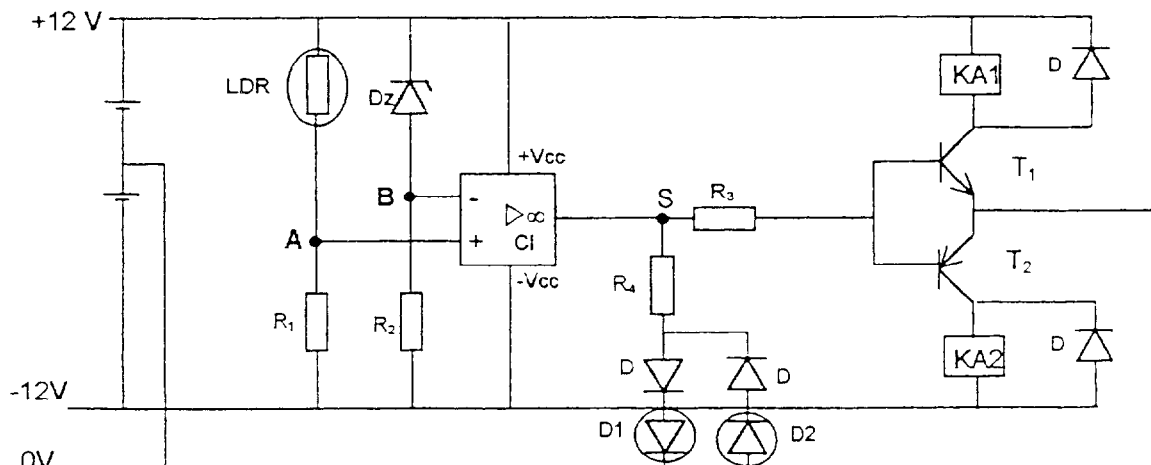 +12 V
LDR
Dz
KA1
D
+Vcc
T₁
B
-
S
R₃
▷∞
A
+
CI
T₂
-Vcc
R₄
R₁
R₂
D
D
KA2
D
-12V
D1
D2
0V